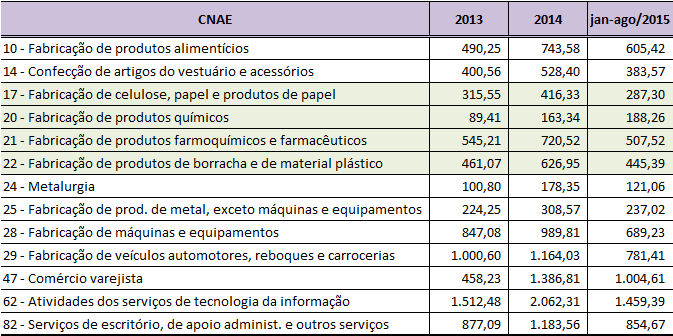 CNAE 2013 2014 jan-ago/2015
10 - Fabricação de produtos alimentícios 490,25 743,58 605,42
14 - Confecção de artigos do vestuário e acessórios 400,56 528,40 383,57
17 - Fabricação de celulose, papel e produtos de papel 315,55 416,33 287,30
20 - Fabricação de produtos químicos 89,41 163,34 188,26
21 - Fabricação de produtos farmoquímicos e farmacêuticos 545,21 720,52 507,52
22 - Fabricação de produtos de borracha e de material plástico 461,07 626,95 445,39
24 - Metalurgia 100,80 178,35 121,06
25 - Fabricação de prod. de metal, exceto máquinas e equipamentos 224,25 308,57 237,02
28 - Fabricação de máquinas e equipamentos 847,08 989,81 689,23
29 - Fabricação de veículos automotores, reboques e carrocerias 1.000,60 1.164,03 781,41
47 - Comércio varejista 458,23 1.386,81 1.004,61
62 - Atividades dos serviços de tecnologia da informação 1.512,48 2.062,31 1.459,39
82 - Serviços de escritório, de apoio administ. e outros serviços 877,09 1.183,56 854,67